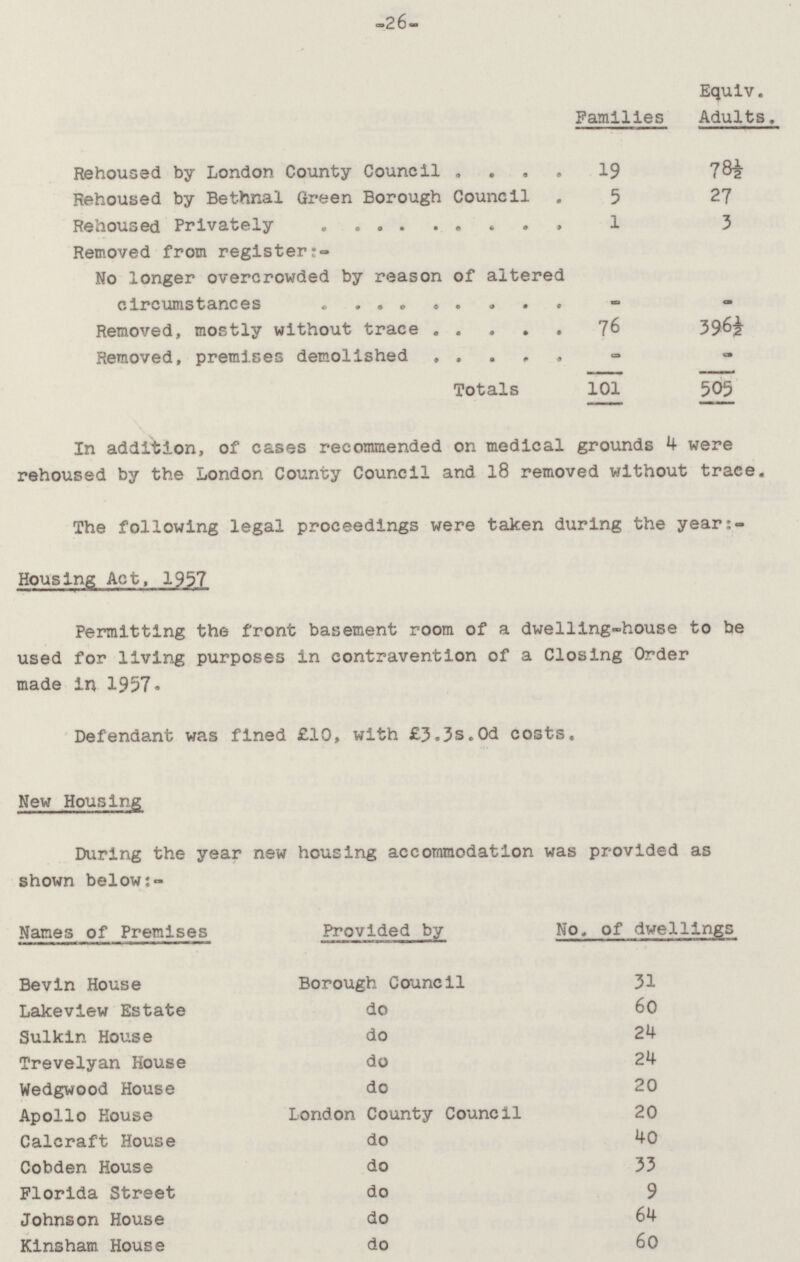 -26-
Equiv.
Families Adults.
Rehoused by London County Council . . . . 19 78½
Rehoused by Bethnal Green Borough Council . 5 27
Rehoused Privately . . . . . . . . . 1 3
Removed from register:-
No longer overcrowded by reason of altered
circumstances . . . . . . . . . - -
Removed, mostly without trace . . . . . 76 396½
Removed, premises demolished . . . . . - -
Totals 101 505
In addition, of cases recommended on medical grounds 4 were
rehoused by the London County Council and 18 removed without trace.
The following legal proceedings were taken during the year:-
Housing Act, 1957
Permitting the front basement room of a dwelling-house to be
used for living purposes in contravention of a Closing Order
made in 1957.
Defendant was fined £10, with £3.3s.0d costs.
New Housing
During the year new housing accommodation was provided as
shown below:-
Names of Premises Provided by No. of dwellings
Bevin House Borough Council 31
Lakeview Estate do 60
Sulkin House do 24
Trevelyan House do 24
Wedgwood House do 20
Apollo House London County Council 20
Calcraft House do 40
Cobden House do 33
Florida Street do 9
Johnson House do 64
Kinsham House do 60